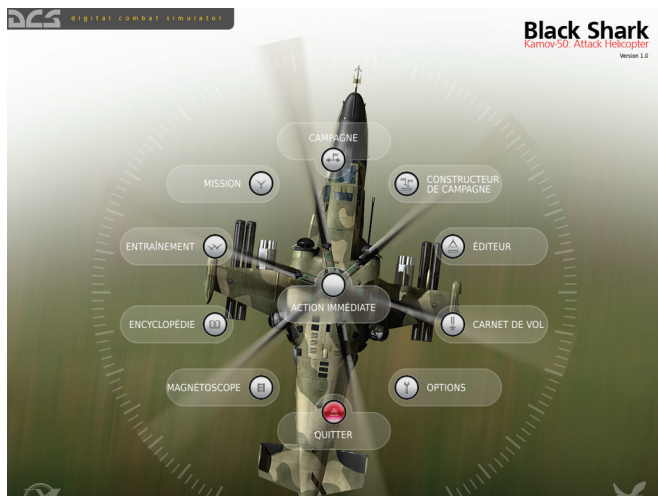 DCS digital combat simulator
Black Shark
Kamov-50: Attack Helicopter
Version 1.0
CAMPAGNE
MISSION
CONSTRUCTEUR
DE CAMPAGNE
ENTRAÎNEMENT
ÉDITEUR
ACTION IMMÉDIATE
ENCYCLOPÉDIE
CARNET DE VOL
MAGNÉTOSCOPE
OPTIONS
QUITTER